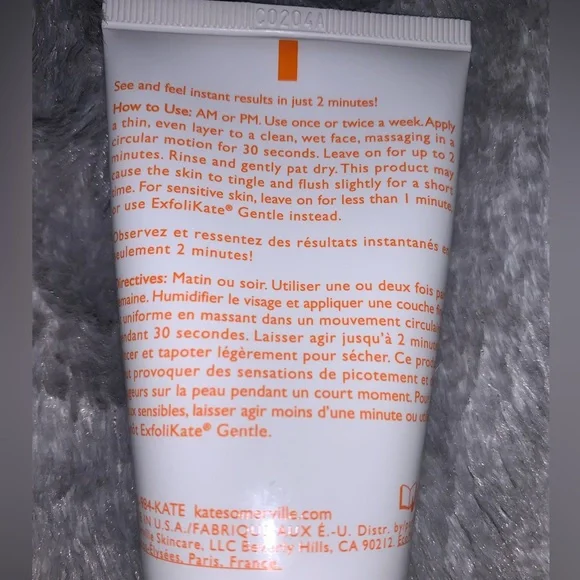 C0204A
See and feel instant results in just 2 minutes!
How to Use: AM or PM. Use once or twice a week. Apply
a thin, even layer to a clean, wet face, massaging in a
circular motion for 30 seconds. Leave on for up to 2
minutes. Rinse and gently pat dry. This product may
cause the skin to tingle and flush slightly for a short
time. For sensitive skin, leave on for less than 1 minute
or use ExfoliKate® Gentle instead.
Observez et ressentez des résultats instantanés en
seulement 2 minutes!
Directives: Matin ou soir. Utiliser une ou deux fois par
semaine. Humidifier le visage et appliquer une couche
uniforme en massant dans un mouvement circulaire
pendant 30 secondes. Laisser agir jusqu'à 2 minutes
et tapoter légèrement pour sécher. Ce
provoquer des sensations de picotement et
sur la peau pendant un court moment. Pour
sensibles, laisser agir moins d'une minute ou
ExfoliKate® Gentle.
84-KATE katesomerville.com
IN U.S.A./FABRIQUÉ AUX É.-U. Distr. by/p
Skincare, LLC Beverly Hills, CA 90212.
Élysées, Paris, France.